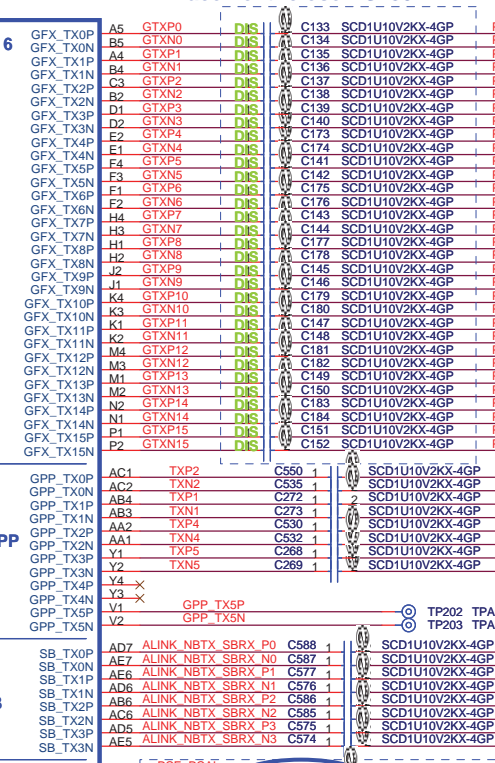 6
GFX_TX0P A5 GTXP0 DIS C133 SCD1U10V2KX-4GP
GFX_TX0N B5 GTXN0 DIS C134 SCD1U10V2KX-4GP
GFX_TX1P A4 GTXP1 DIS C135 SCD1U10V2KX-4GP
GFX_TX1N B4 GTXN1 DIS C136 SCD1U10V2KX-4GP
GFX_TX2P C3 GTXP2 DIS C137 SCD1U10V2KX-4GP
GFX_TX2N B2 GTXN2 DIS C138 SCD1U10V2KX-4GP
GFX_TX3P D1 GTXP3 DIS C139 SCD1U10V2KX-4GP
GFX_TX3N D2 GTXN3 DIS C140 SCD1U10V2KX-4GP
GFX_TX4P E2 GTXP4 DIS C173 SCD1U10V2KX-4GP
GFX_TX4N E1 GTXN4 DIS C174 SCD1U10V2KX-4GP
GFX_TX5P F4 GTXP5 DIS C141 SCD1U10V2KX-4GP
GFX_TX5N F3 GTXN5 DIS C142 SCD1U10V2KX-4GP
GFX_TX6P F1 GTXP6 DIS C175 SCD1U10V2KX-4GP
GFX_TX6N F2 GTXN6 DIS C176 SCD1U10V2KX-4GP
GFX_TX7P H4 GTXP7 DIS C143 SCD1U10V2KX-4GP
GFX_TX7N H3 GTXN7 DIS C144 SCD1U10V2KX-4GP
GFX_TX8P H1 GTXP8 DIS C177 SCD1U10V2KX-4GP
GFX_TX8N H2 GTXN8 DIS C178 SCD1U10V2KX-4GP
GFX_TX9P J2 GTXP9 DIS C145 SCD1U10V2KX-4GP
GFX_TX9N J1 GTXN9 DIS C146 SCD1U10V2KX-4GP
GFX_TX10P K4 GTXP10 DIS C179 SCD1U10V2KX-4GP
GFX_TX10N K3 GTXN10 DIS C180 SCD1U10V2KX-4GP
GFX_TX11P K1 GTXP11 DIS C147 SCD1U10V2KX-4GP
GFX_TX11N K2 GTXN11 DIS C148 SCD1U10V2KX-4GP
GFX_TX12P M4 GTXP12 DIS C181 SCD1U10V2KX-4GP
GFX_TX12N M3 GTXN12 DIS C182 SCD1U10V2KX-4GP
GFX_TX13P M1 GTXP13 DIS C149 SCD1U10V2KX-4GP
GFX_TX13N M2 GTXN13 DIS C150 SCD1U10V2KX-4GP
GFX_TX14P N2 GTXP14 DIS C183 SCD1U10V2KX-4GP
GFX_TX14N N1 GTXN14 DIS C184 SCD1U10V2KX-4GP
GFX_TX15P P1 GTXP15 DIS C151 SCD1U10V2KX-4GP
GFX_TX15N P2 GTXN15 DIS C152 SCD1U10V2KX-4GP
GPP_TX0P AC1 TXP2 C550 1 SCD1U10V2KX-4GP
GPP_TX0N AC2 TXN2 C535 1 SCD1U10V2KX-4GP
GPP_TX1P AB4 TXP1 C272 1 2 SCD1U10V2KX-4GP
GPP_TX1N AB3 TXN1 C273 1 SCD1U10V2KX-4GP
GPP_TX2P AA2 TXP4 C530 1 SCD1U10V2KX-4GP
PP GPP_TX2N AA1 TXN4 C532 1 SCD1U10V2KX-4GP
GPP_TX3P Y1 TXP5 C268 1 SCD1U10V2KX-4GP
GPP_TX3N Y2 TXN5 C269 1 SCD1U10V2KX-4GP
GPP_TX4P Y4
GPP_TX4N Y3
GPP_TX5P V1 GPP_TX5P TP202 TPA
GPP_TX5N V2 GPP_TX5N TP203 TPA
SB_TX0P AD7 ALINK_NBTX_SBRX_P0 C588 1 SCD1U10V2KX-4GP
SB_TX0N AE7 ALINK_NBTX_SBRX_N0 C587 1 SCD1U10V2KX-4GP
SB_TX1P AE6 ALINK_NBTX_SBRX_P1 C577 1 SCD1U10V2KX-4GP
SB_TX1N AD6 ALINK_NBTX_SBRX_N1 C576 1 SCD1U10V2KX-4GP
SB_TX2P AB6 ALINK_NBTX_SBRX_P2 C586 1 SCD1U10V2KX-4GP
SB_TX2N AC6 ALINK_NBTX_SBRX_N2 C585 1 SCD1U10V2KX-4GP
SB_TX3P AD5 ALINK_NBTX_SBRX_P3 C575 1 SCD1U10V2KX-4GP
SB_TX3N AE5 ALINK_NBTX_SBRX_N3 C574 1 SCD1U10V2KX-4GP